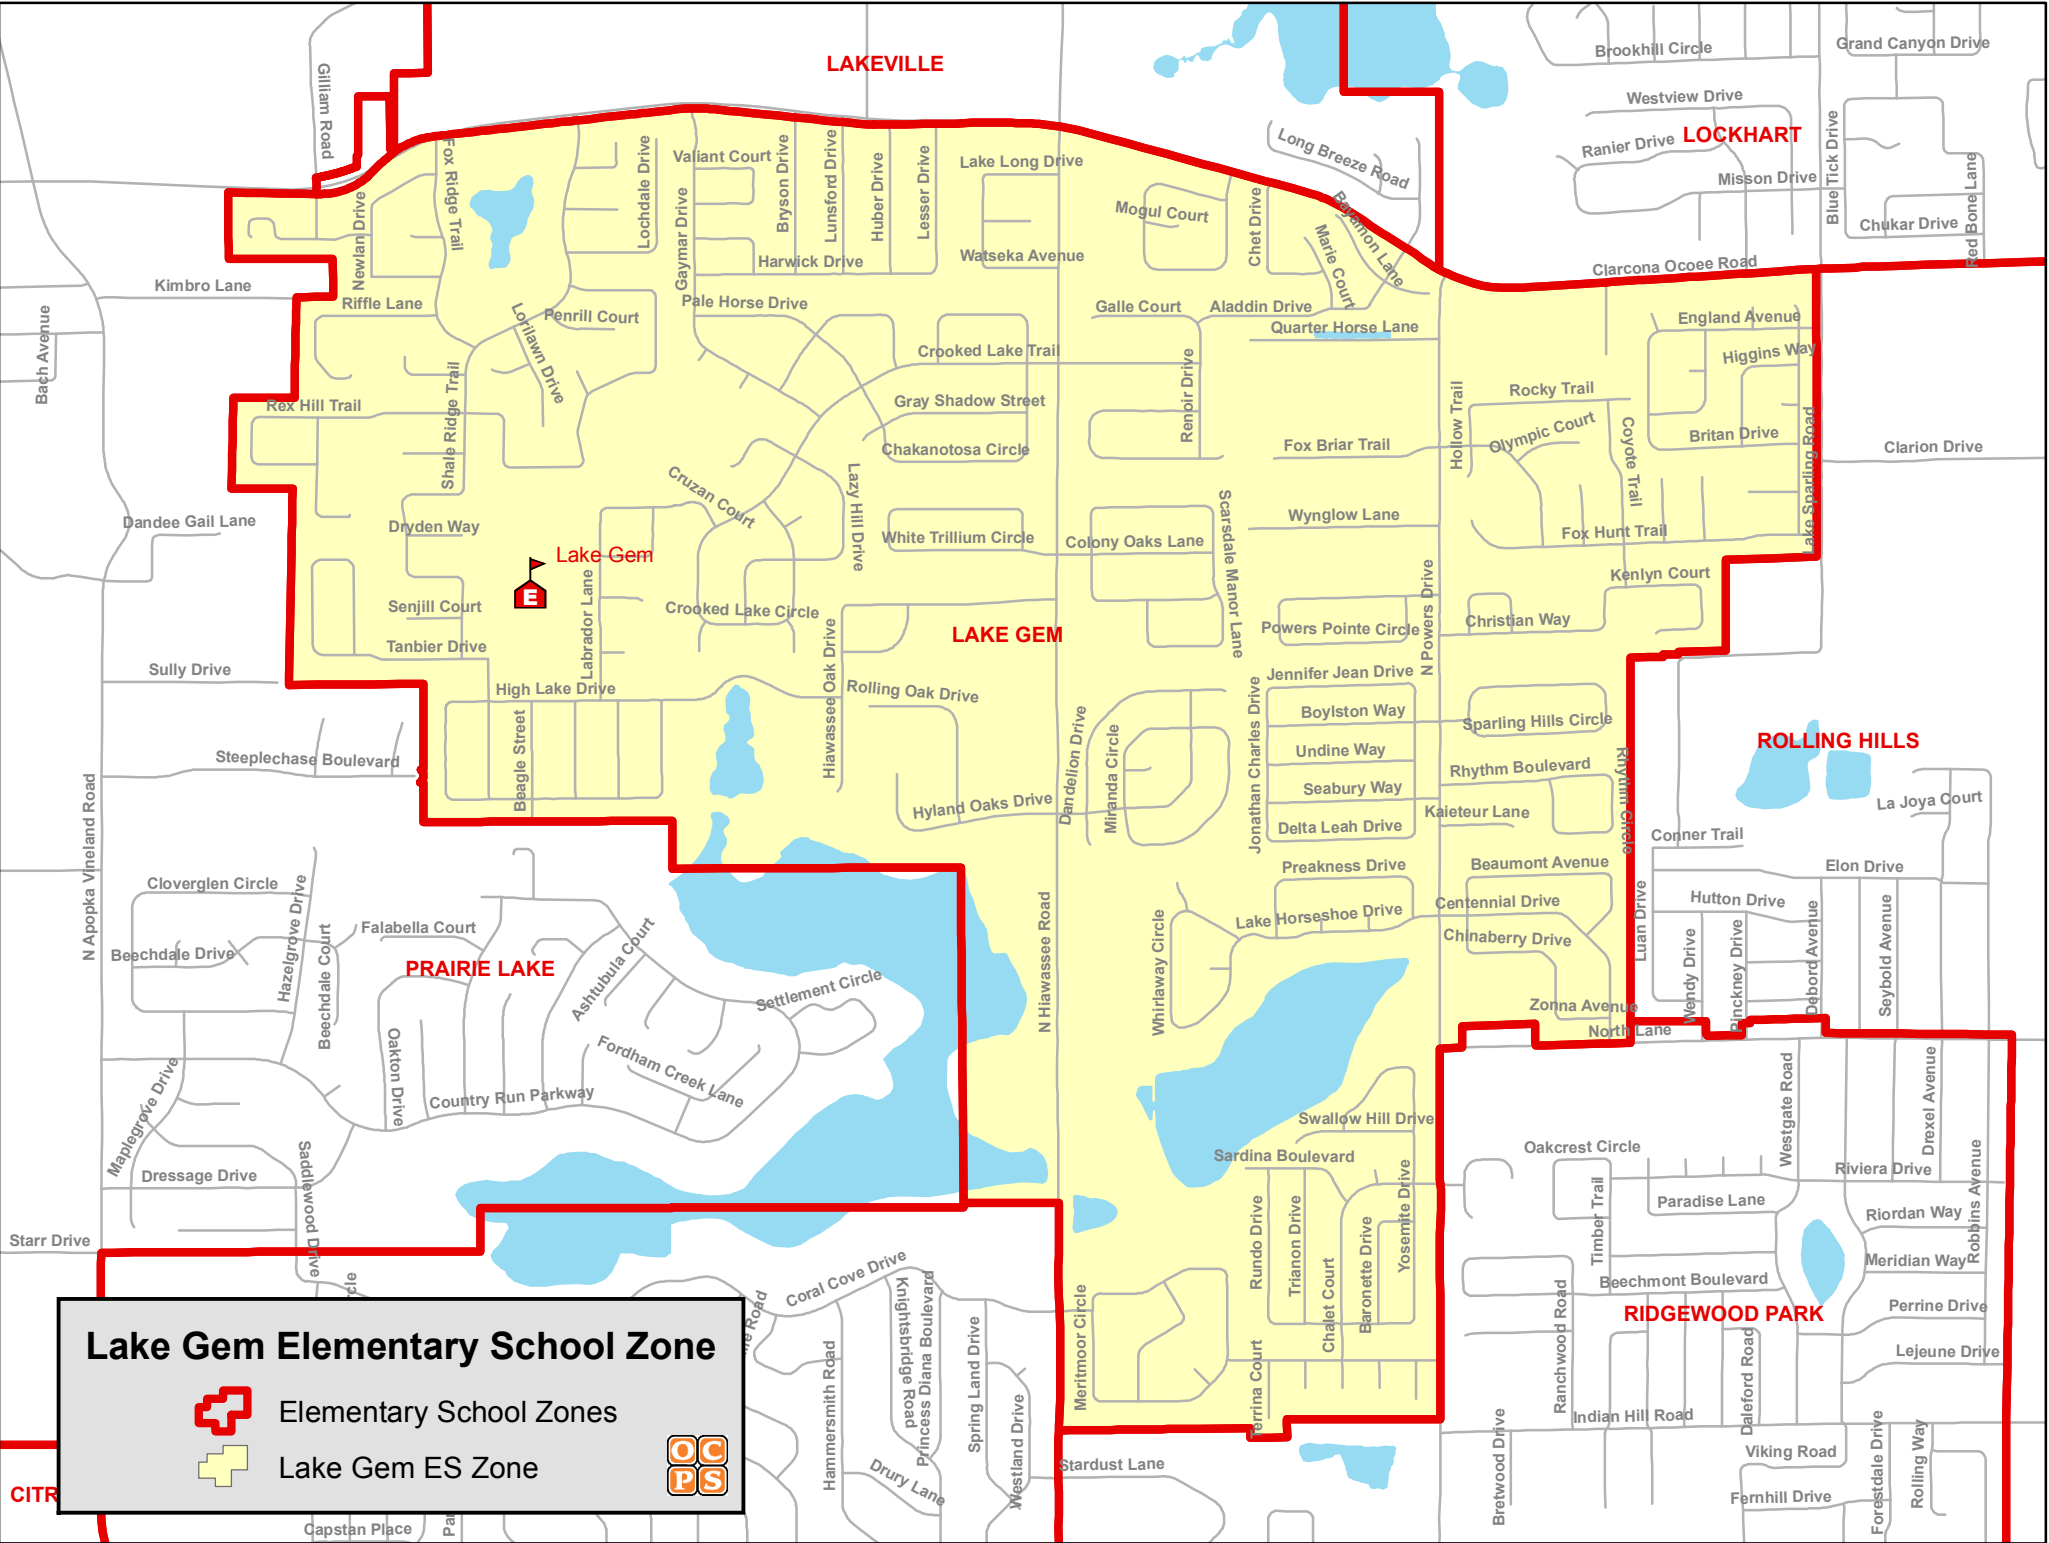 LAKEVILLE
Brookhill Circle
Grand Canyon Drive
Gilliam Road
Westview Drive
LOCKHART
Long Breeze Road
Ranier Drive
Misson Drive
Blue Tick Drive
Chukar Drive
Red Bone Lane
Clarcona Ocoee Road
Fox Ridge Trail
Newlan Drive
Lochdale Drive
Valiant Court
Gaymar Drive
Bryson Drive
Lunsford Drive
Huber Drive
Lesser Drive
Lake Long Drive
Watseka Avenue
Harwick Drive
Mogul Court
Chet Drive
Marie Court
Bayamon Lane
Kimbro Lane
Bach Avenue
Riffle Lane
Lorilawn Drive
Penrill Court
Pale Horse Drive
Galle Court
Aladdin Drive
Quarter Horse Lane
England Avenue
Higgins Way
Crooked Lake Trail
Renoir Drive
Rocky Trail
Hollow Trail
Olympic Court
Coyote Trail
Britan Drive
Lake Sparling Road
Clarion Drive
Rex Hill Trail
Shale Ridge Trail
Gray Shadow Street
Chakanotosa Circle
Fox Briar Trail
Cruzan Court
Lazy Hill Drive
Dandee Gail Lane
Dryden Way
Lake Gem
E
White Trillium Circle
Colony Oaks Lane
Scarsdale Manor Lane
Wynglow Lane
Fox Hunt Trail
Kenlyn Court
Senjill Court
Labrador Lane
Crooked Lake Circle
LAKE GEM
Powers Pointe Circle
N Powers Drive
Christian Way
Tanbier Drive
Sully Drive
High Lake Drive
Hiawassee Oak Drive
Rolling Oak Drive
Jennifer Jean Drive
Boylston Way
Sparling Hills Circle
Jonathan Charles Drive
Undine Way
Seabury Way
Delta Leah Drive
Rhythm Boulevard
Rhythm Circle
Kaieteur Lane
ROLLING HILLS
Steeplechase Boulevard
Beagle Street
Hyland Oaks Drive
Dandelion Drive
Miranda Circle
N Apopka Vineland Road
La Joya Court
Conner Trail
Elon Drive
Preakness Drive
Beaumont Avenue
Centennial Drive
Lake Horseshoe Drive
Chinaberry Drive
Luan Drive
Hutton Drive
Wendy Drive
Pinckney Drive
Debord Avenue
Seybold Avenue
Cloverglen Circle
Hazelgrove Drive
Falabella Court
Beechdale Drive
Beechdale Court
PRAIRIE LAKE
Ashtubula Court
Settlement Circle
N Hiawassee Road
Whirlaway Circle
Zonna Avenue
North Lane
Oakton Drive
Fordham Creek Lane
Country Run Parkway
Maplegrove Drive
Dressage Drive
Saddlewood Drive
Starr Drive
Swallow Hill Drive
Sardina Boulevard
Rundo Drive
Trianon Drive
Chalet Court
Baronette Drive
Yosemite Drive
Oakcrest Circle
Westgate Road
Drexel Avenue
Riviera Drive
Timber Trail
Paradise Lane
Riordan Way
Robbins Avenue
Meridian Way
Beechmont Boulevard
RIDGEWOOD PARK
Perrine Drive
Lejeune Drive
Ranchwood Road
Daleford Road
Indian Hill Road
Bretwood Drive
Viking Road
Fernhill Drive
Forestdale Drive
Rolling Way
Coral Cove Drive
Knightsbridge Road
Princess Diana Boulevard
Hammersmith Road
Spring Land Drive
Westland Drive
Drury Lane
Meritmoor Circle
Terrina Court
Stardust Lane
Capstan Place
CITR
Lake Gem Elementary School Zone
Elementary School Zones
Lake Gem ES Zone
OC
PS